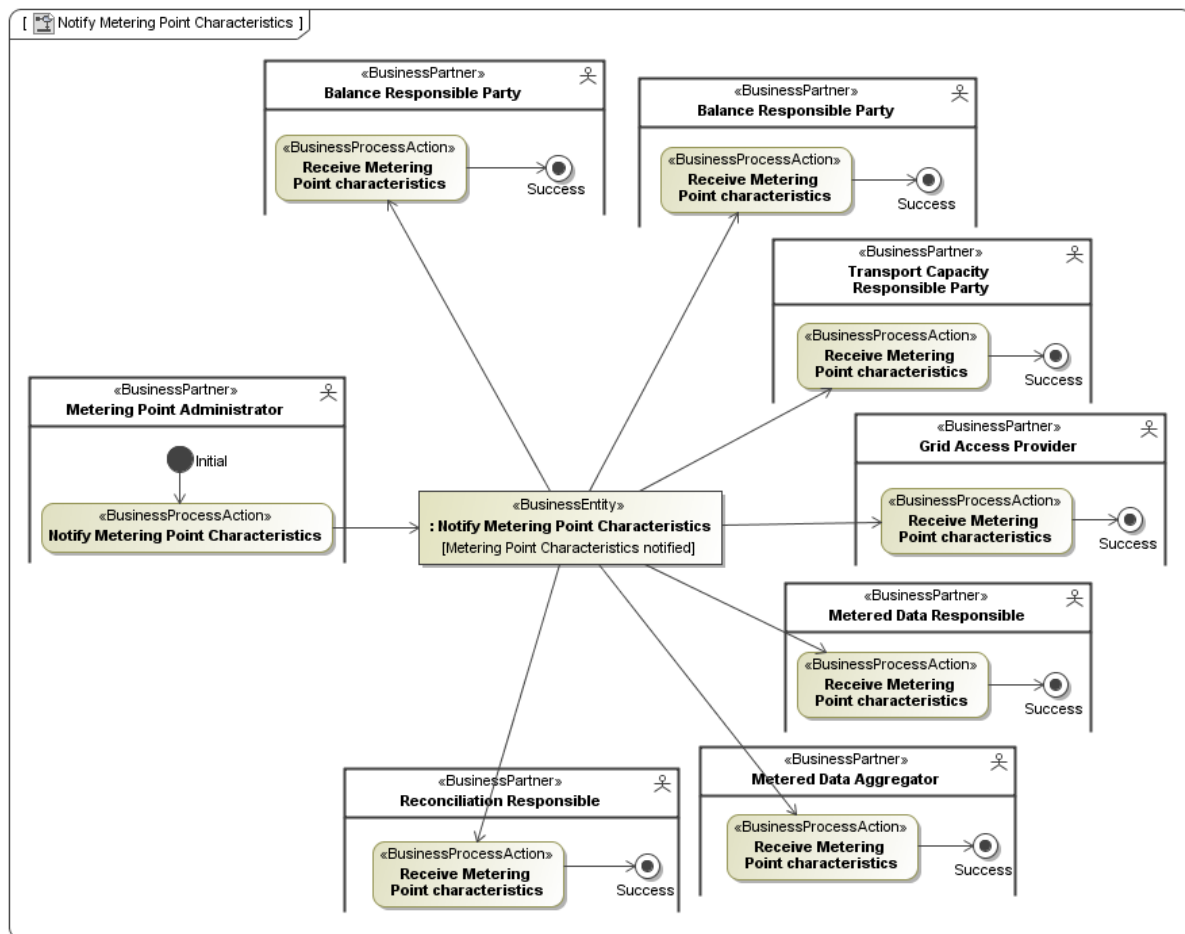 [ Notify Metering Point Characteristics ]
«BusinessPartner»
Balance Responsible Party
«BusinessProcessAction»
Receive Metering
Point characteristics
Success
«BusinessPartner»
Balance Responsible Party
«BusinessProcessAction»
Receive Metering
Point characteristics
Success
«BusinessPartner»
Transport Capacity
Responsible Party
«BusinessProcessAction»
Receive Metering
Point characteristics
Success
«BusinessPartner»
Metering Point Administrator
Initial
«BusinessProcessAction»
Notify Metering Point Characteristics
«BusinessEntity»
: Notify Metering Point Characteristics
[Metering Point Characteristics notified]
«BusinessPartner»
Grid Access Provider
«BusinessProcessAction»
Receive Metering
Point characteristics
Success
«BusinessPartner»
Metered Data Responsible
«BusinessProcessAction»
Receive Metering
Point characteristics
Success
«BusinessPartner»
Metered Data Aggregator
«BusinessProcessAction»
Receive Metering
Point characteristics
Success
«BusinessPartner»
Reconciliation Responsible
«BusinessProcessAction»
Receive Metering
Point characteristics
Success